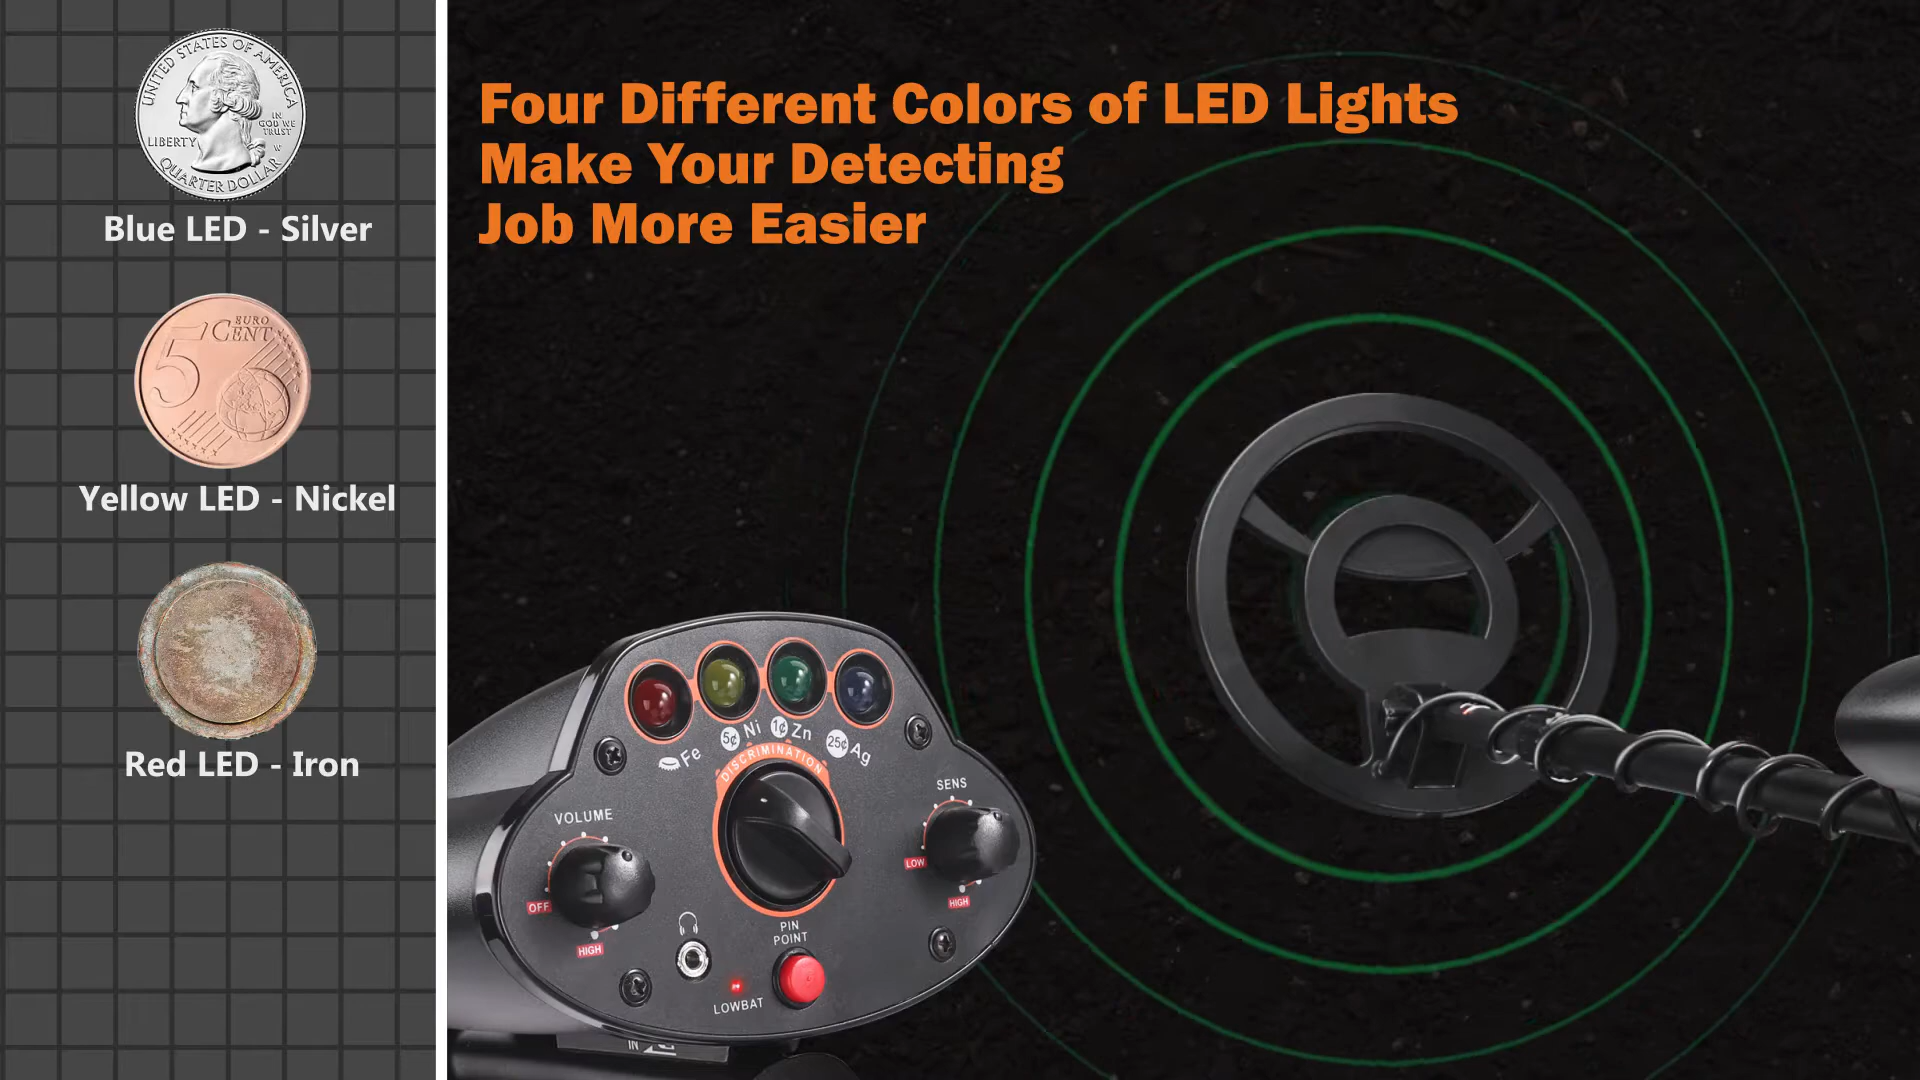 UNITED STATES OF AMERICA
IN
GOD WE
TRUST
LIBERTY
W
QUARTER DOLLAR
Blue LED - Silver
5 EURO
CENT
Yellow LED - Nickel
Red LED - Iron
Four Different Colors of LED Lights
Make Your Detecting
Job More Easier
Fe 5¢ Ni 1¢ Zn 25¢ Ag
DISCRIMINATION
VOLUME
OFF
HIGH
SENS
LOW
HIGH
PIN
POINT
LOWBAT
IN